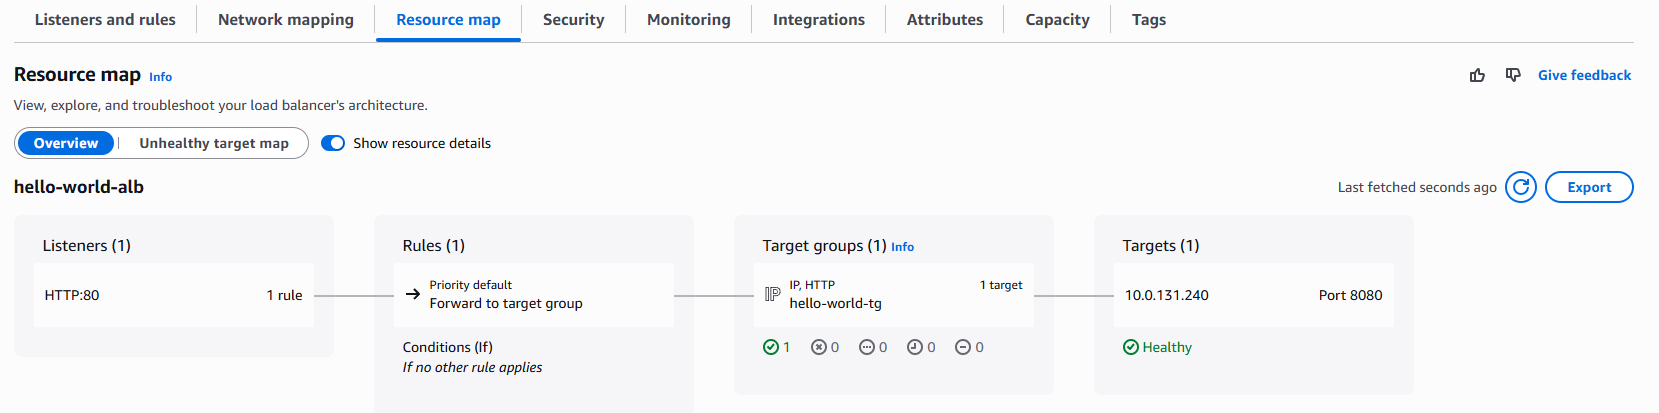 Listeners and rules
Network mapping
Resource map
Security
Monitoring
Integrations
Attributes
Capacity
Tags
Resource map Info
Give feedback
View, explore, and troubleshoot your load balancer's architecture.
Overview
Unhealthy target map
Show resource details
hello-world-alb
Last fetched seconds ago
Export
Listeners (1)
HTTP:80 1 rule
Rules (1)
Priority default
Forward to target group
Conditions (If)
If no other rule applies
Target groups (1) Info
IP IP, HTTP 1 target
hello-world-tg
1 0 0 0 0
Targets (1)
10.0.131.240 Port 8080
Healthy